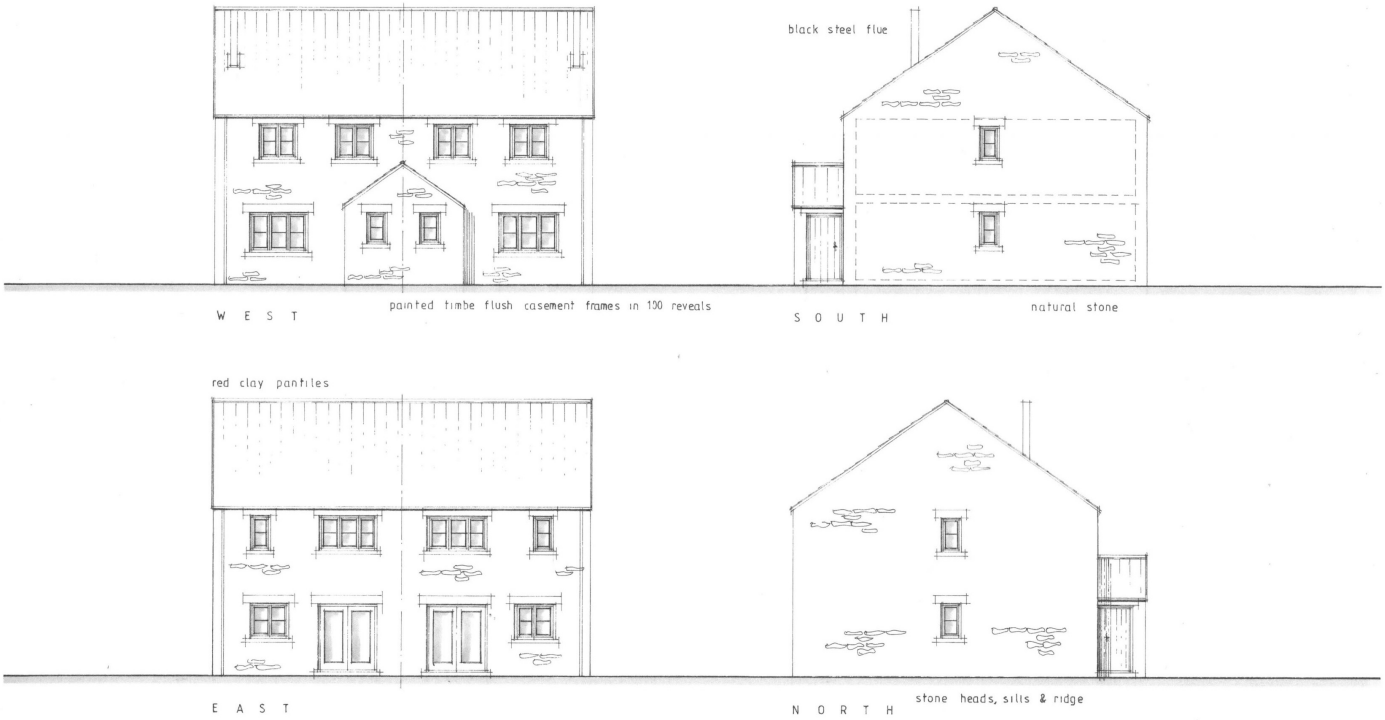 black steel flue
painted timbe flush casement frames in 100 reveals
natural stone
W E S T
S O U T H
red clay pantiles
stone heads, sills & ridge
E A S T
N O R T H